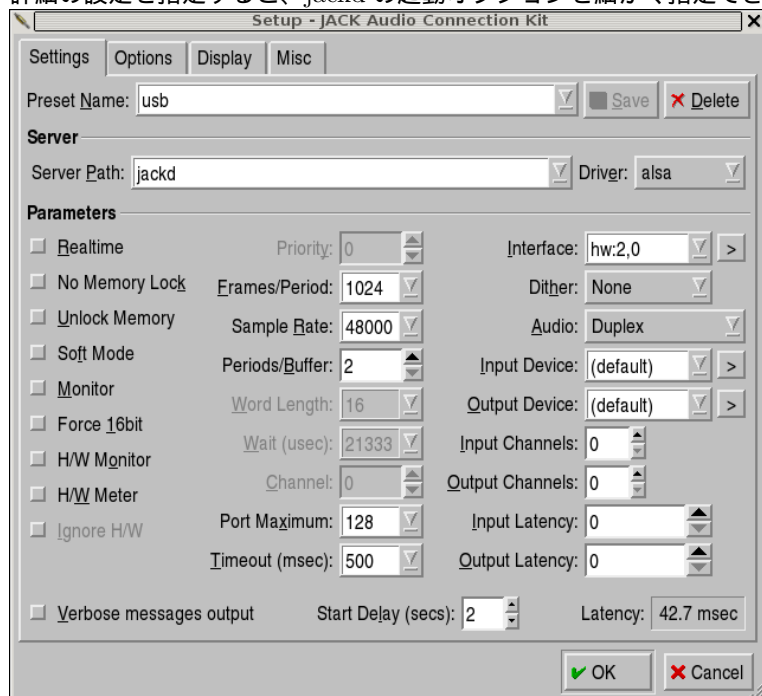 詳細の設定を指定すると、jackd の起動オプションを細かく指定でき
Setup - JACK Audio Connection Kit
Settings Options Display Misc
Preset Name: usb Save Delete
Server
Server Path: jackd Driver: alsa
Parameters
Realtime Priority: 0 Interface: hw:2,0 >
No Memory Lock Frames/Period: 1024 Dither: None
Unlock Memory Sample Rate: 48000 Audio: Duplex
Soft Mode Periods/Buffer: 2 Input Device: (default) >
Monitor Word Length: 16 Output Device: (default) >
Force 16bit Wait (usec): 21333 Input Channels: 0
H/W Monitor Channel: 0 Output Channels: 0
H/W Meter Port Maximum: 128 Input Latency: 0
Ignore H/W Timeout (msec): 500 Output Latency: 0
Verbose messages output Start Delay (secs): 2 Latency: 42.7 msec
OK Cancel